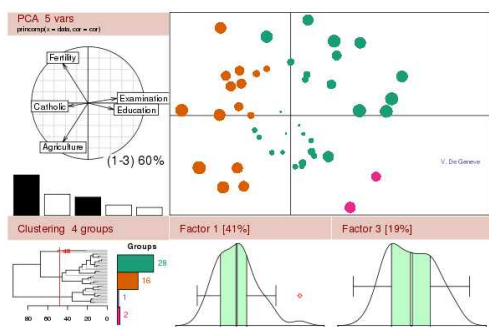 PCA 5 vars
princomp(x = data, cor = cor)
Fertility
Catholic
Examination
Education
Agriculture
(1-3) 60%
V. De Geneve
Clustering 4 groups
Factor 1 [41%]
Factor 3 [19%]
Groups
28
16
1
2
80 60 40 20 0